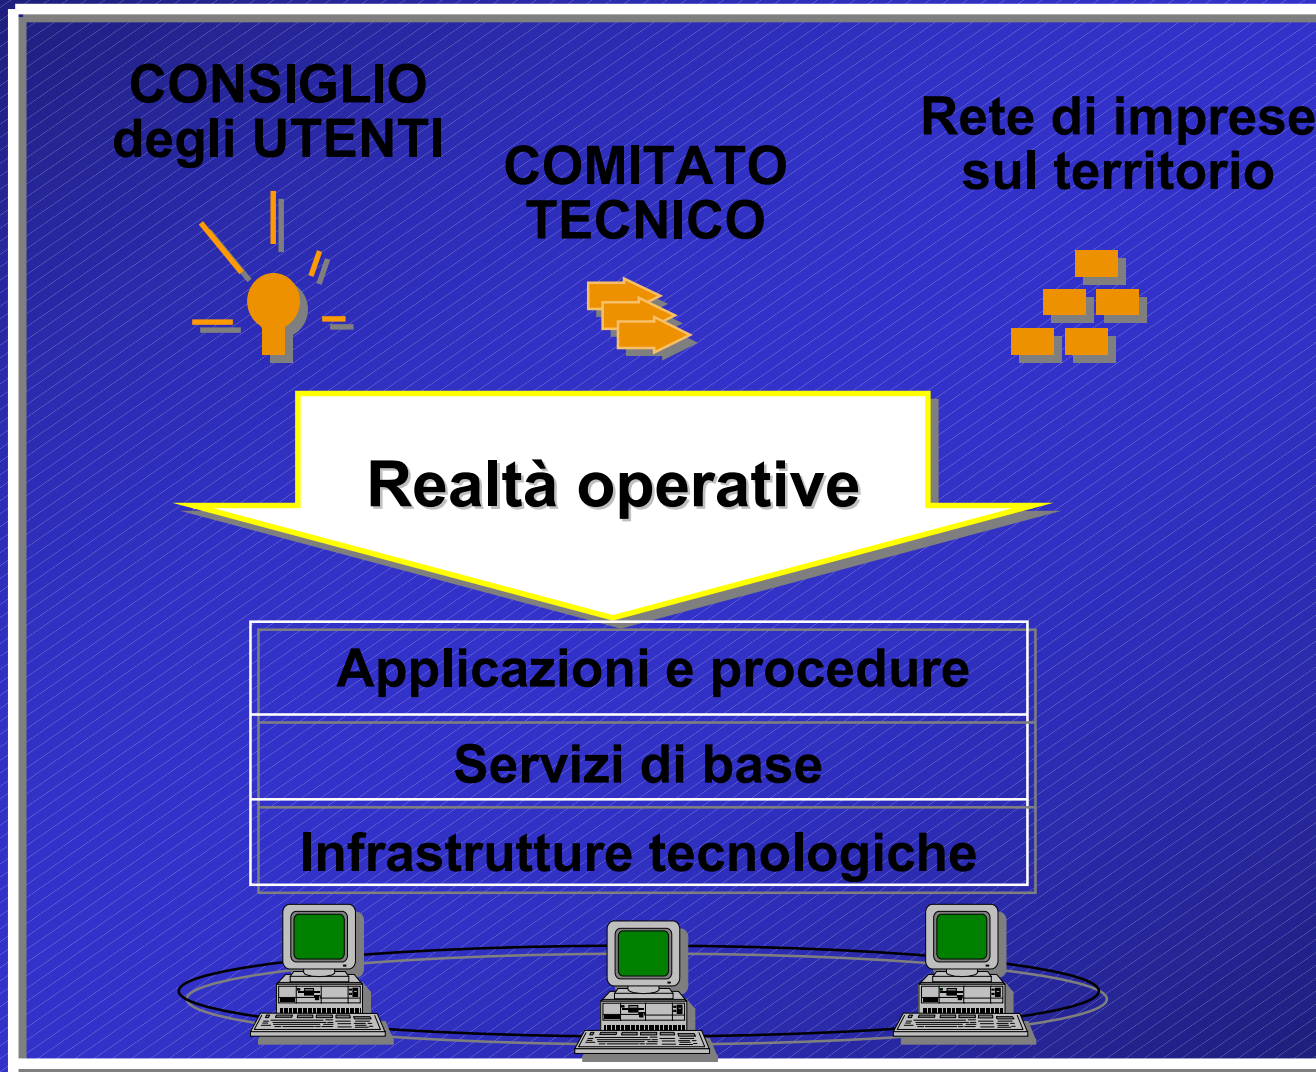 CONSIGLIO
degli UTENTI
COMITATO
TECNICO
Rete di imprese
sul territorio
Realtà operative
Applicazioni e procedure
Servizi di base
Infrastrutture tecnologiche